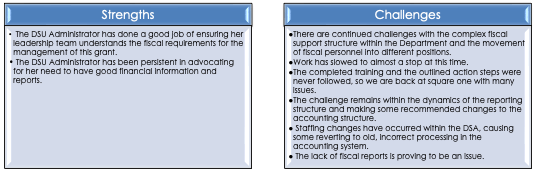 Strengths
• The DSU Administrator has done a good job of ensuring her
leadership team understands the fiscal requirements for the
management of this grant.
• The DSU Administrator has been persistent in advocating
for her need to have good financial information and
reports.
Challenges
•There are continued challenges with the complex fiscal
support structure within the Department and the movement
of fiscal personnel into different positions.
•Work has slowed to almost a stop at this time.
•The completed training and the outlined action steps were
never followed, so we are back at square one with many
issues.
•The challenge remains within the dynamics of the reporting
structure and making some recommended changes to the
accounting structure.
• Staffing changes have occurred within the DSA, causing
some reverting to old, incorrect processing in the
accounting system.
• The lack of fiscal reports is proving to be an issue.